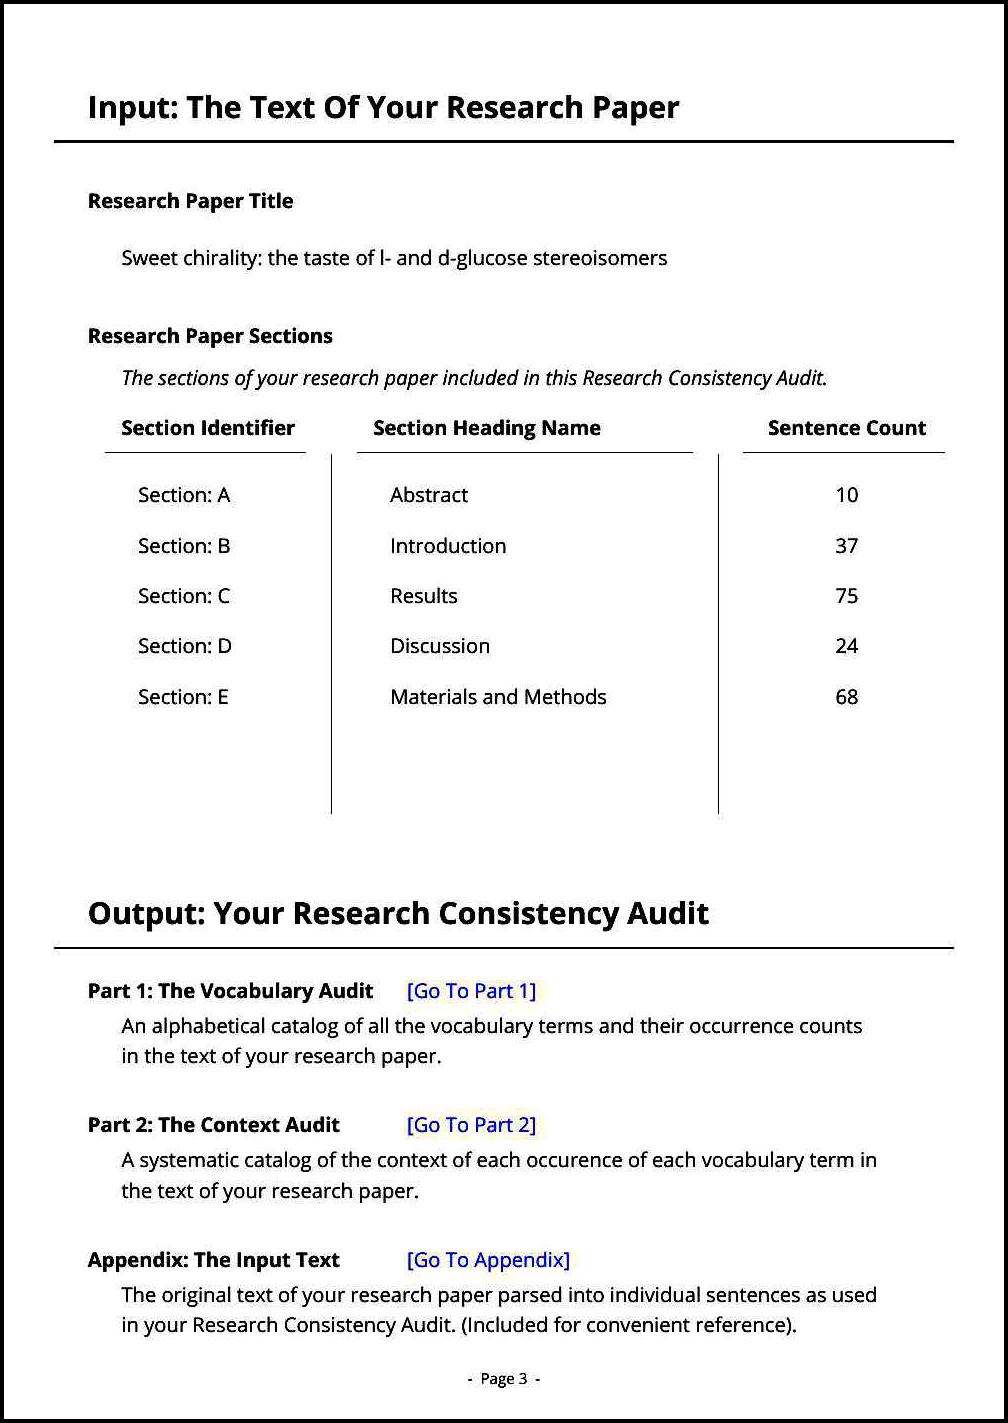 Input: The Text Of Your Research Paper
Research Paper Title
Sweet chirality: the taste of l- and d-glucose stereoisomers
Research Paper Sections
The sections of your research paper included in this Research Consistency Audit.
Section Identifier Section Heading Name Sentence Count
Section: A Abstract 10
Section: B Introduction 37
Section: C Results 75
Section: D Discussion 24
Section: E Materials and Methods 68
Output: Your Research Consistency Audit
Part 1: The Vocabulary Audit [Go To Part 1]
An alphabetical catalog of all the vocabulary terms and their occurrence counts
in the text of your research paper.
Part 2: The Context Audit [Go To Part 2]
A systematic catalog of the context of each occurence of each vocabulary term in
the text of your research paper.
Appendix: The Input Text [Go To Appendix]
The original text of your research paper parsed into individual sentences as used
in your Research Consistency Audit. (Included for convenient reference).
- Page 3 -